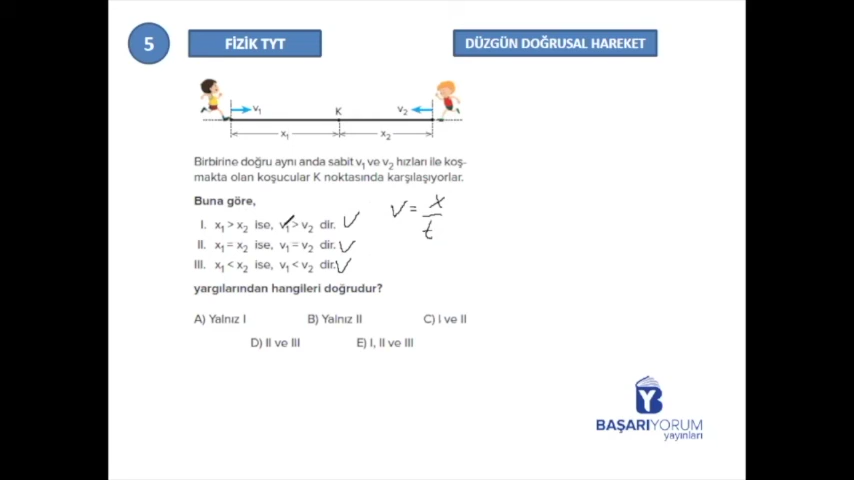 5
FİZİK TYT
DÜZGÜN DOĞRUSAL HAREKET
v₁
K
v₂
x₁
x₂
Birbirine doğru aynı anda sabit v₁ ve v₂ hızları ile koş-
makta olan koşucular K noktasında karşılaşıyorlar.
Buna göre,
I. x₁ > x₂ ise, v₁ > v₂ dir. ✓
II. x₁ = x₂ ise, v₁ = v₂ dir. ✓
III. x₁ < x₂ ise, v₁ < v₂ dir. ✓
v = x/t
yargılarından hangileri doğrudur?
A) Yalnız I B) Yalnız II C) I ve II
D) II ve III E) I, II ve III
BAŞARIYORUM
yayınları